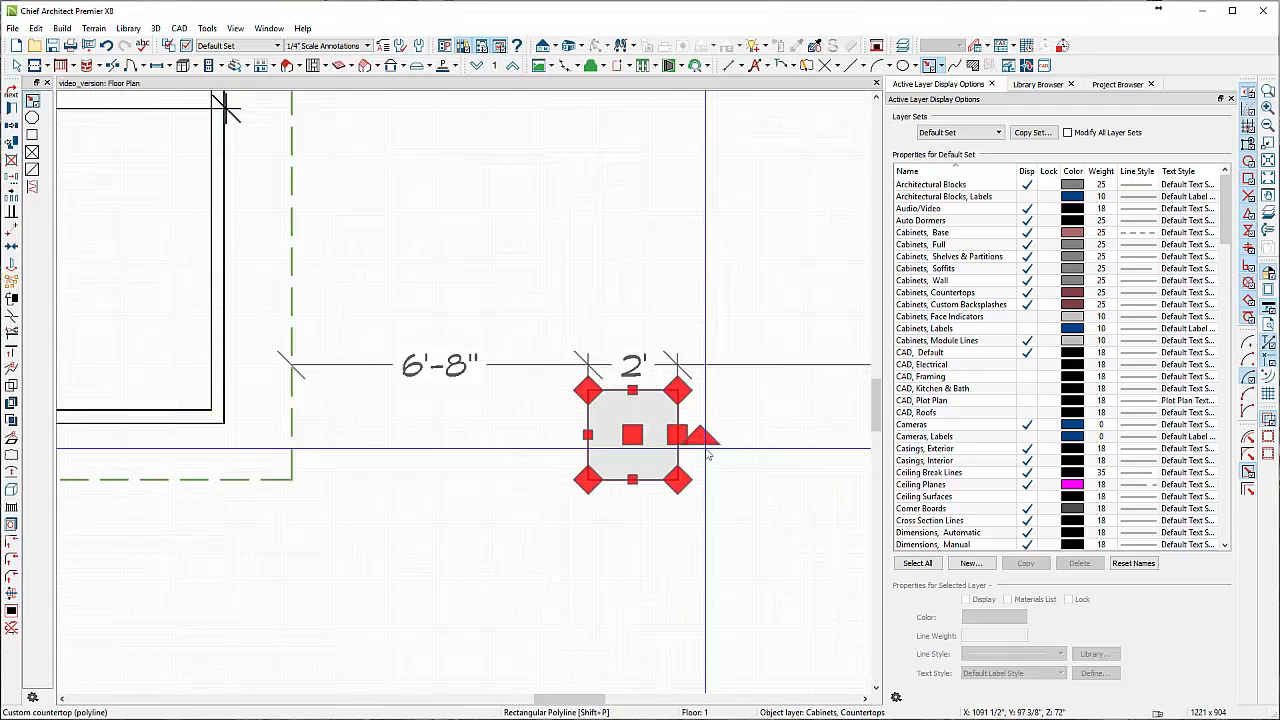 Chief Architect Premier X8
File Edit Build Terrain Library 3D CAD Tools View Window Help
Default Set 1/4" Scale Annotations
1
next
video_version: Floor Plan
6'-8" 2'
Active Layer Display Options Library Browser Project Browser
Active Layer Display Options
Layer Sets
Default Set Copy Set... Modify All Layer Sets
Properties for Default Set
Name Disp Lock Color Weight Line Style Text Style
Architectural Blocks 25 Default Text S...
Architectural Blocks, Labels 10 Default Label ...
Audio/Video 18 Default Text S...
Auto Dormers 25 Default Text S...
Cabinets, Base 25 Default Text S...
Cabinets, Full 25 Default Text S...
Cabinets, Shelves & Partitions 25 Default Text S...
Cabinets, Soffits 25 Default Text S...
Cabinets, Wall 25 Default Text S...
Cabinets, Countertops 25 Default Text S...
Cabinets, Custom Backsplashes 25 Default Text S...
Cabinets, Face Indicators 10 Default Text S...
Cabinets, Labels 10 Default Label ...
Cabinets, Module Lines 10 Default Text S...
CAD, Default 18 Default Text S...
CAD, Electrical 18 Default Text S...
CAD, Framing 18 Default Text S...
CAD, Kitchen & Bath 18 Default Text S...
CAD, Plot Plan 18 Plot Plan Text...
CAD, Roofs 18 Default Text S...
Cameras 0 Default Text S...
Cameras, Labels 0 Default Label ...
Casings, Exterior 18 Default Text S...
Casings, Interior 18 Default Text S...
Ceiling Break Lines 35 Default Text S...
Ceiling Planes 18 Default Text S...
Ceiling Surfaces 18 Default Text S...
Corner Boards 18 Default Text S...
Cross Section Lines 18 Default Text S...
Dimensions, Automatic 18 Default Text S...
Dimensions, Manual 18 Default Text S...
Select All New... Copy Delete Reset Names
Properties for Selected Layer -
Display Materials List Lock
Color:
Line Weight:
Line Style: Library...
Text Style: Default Label Style Define...
Custom countertop (polyline) Rectangular Polyline [Shift+P] Floor: 1 Object layer: Cabinets, Countertops X: 1091 1/2", Y: 97 3/8", Z: 72" 1221 x 904